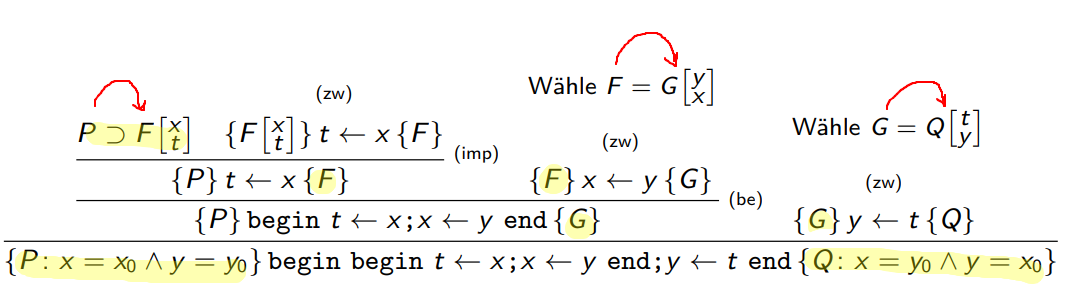 Wähle F = G[y x]
(zw)
Wähle G = Q[t y]
P ⊃ F[x t] {F[x t]} t ← x {F}
(zw)
(imp)
{P} t ← x {F} {F} x ← y {G}
(zw)
(be)
{P} begin t ← x; x ← y end {G} {G} y ← t {Q}
{P: x = x₀ ∧ y = y₀} begin begin t ← x; x ← y end; y ← t end {Q: x = y₀ ∧ y = x₀}